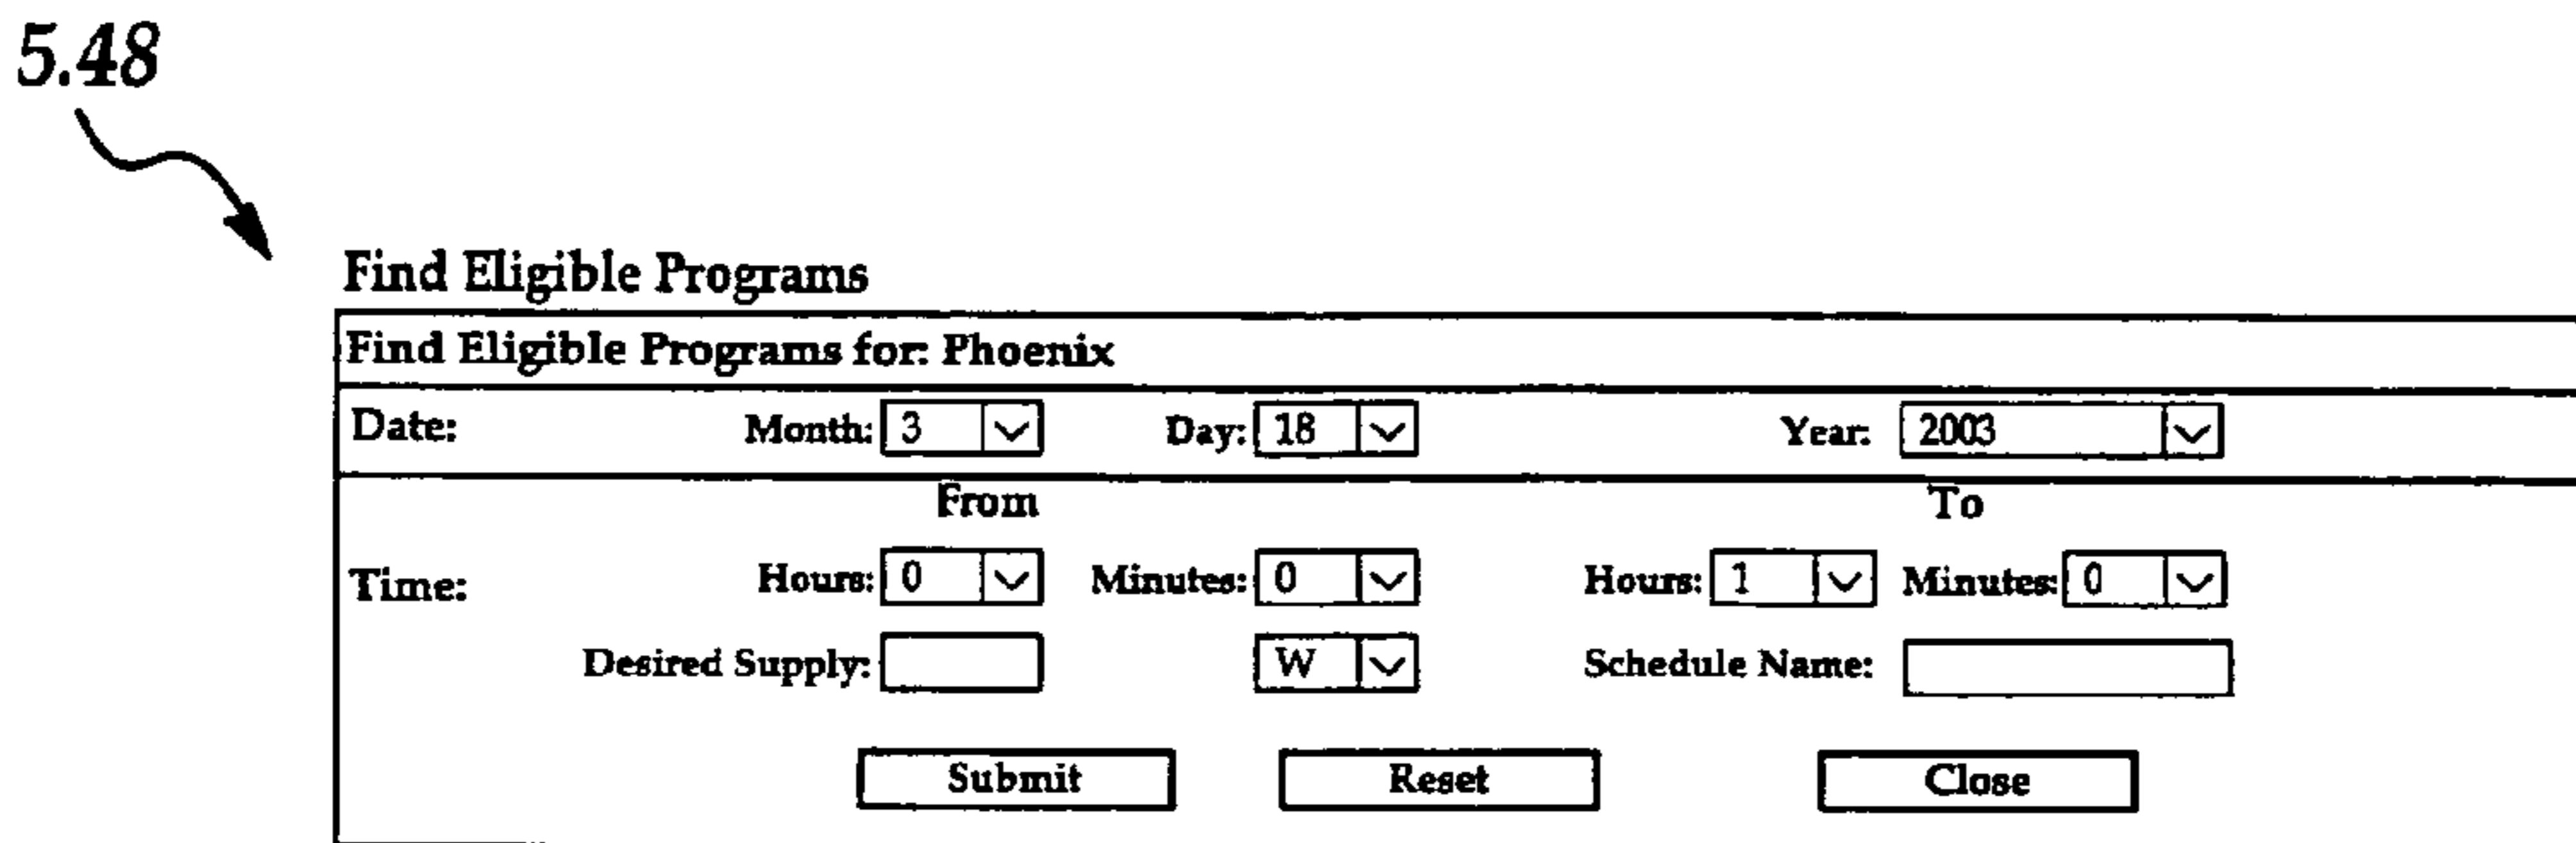 5.48
Find Eligible Programs
Find Eligible Programs for: Phoenix
Date: Month: 3 Day: 18 Year: 2003
From To
Time: Hours: 0 Minutes: 0 Hours: 1 Minutes: 0
Desired Supply: W Schedule Name:
Submit Reset Close